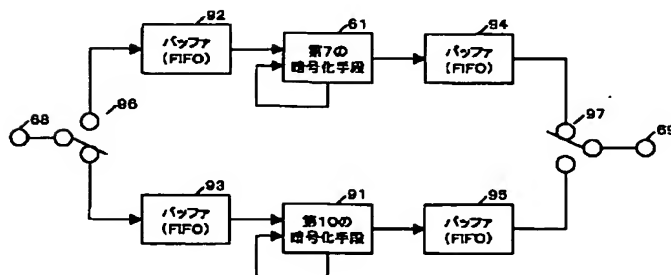 92
バッファ
(FIFO)
61
第7の
暗号化手段
94
バッファ
(FIFO)
96
68
97
69
93
バッファ
(FIFO)
91
第10の
暗号化手段
95
バッファ
(FIFO)